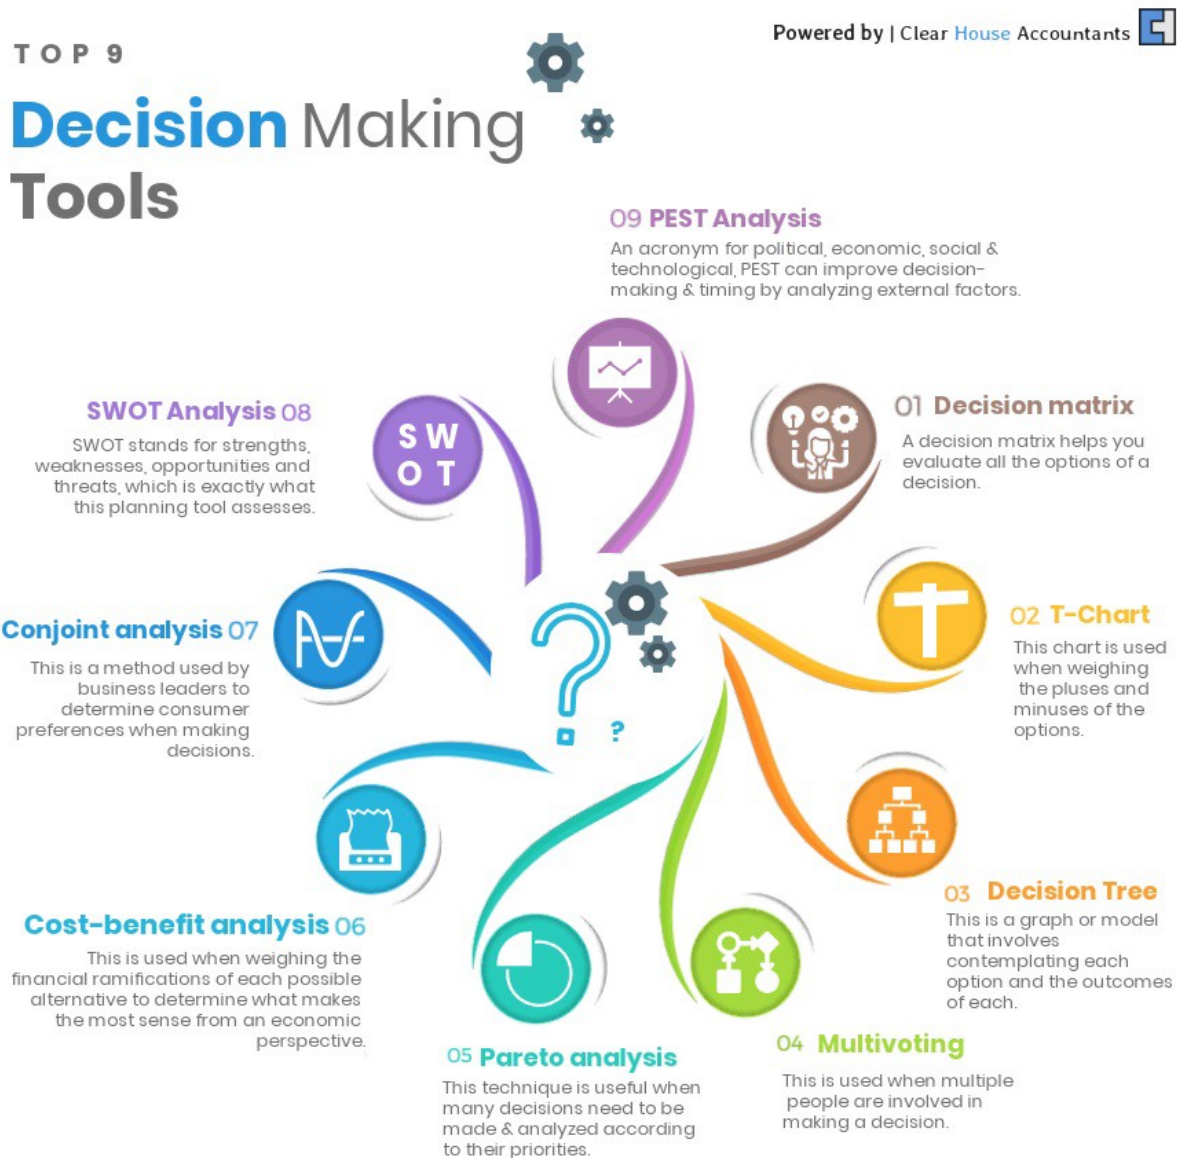 Powered by | Clear House Accountants
TOP 9
Decision Making
Tools
09 PEST Analysis
An acronym for political, economic, social &
technological, PEST can improve decision-
making & timing by analyzing external factors.
01 Decision matrix
A decision matrix helps you
evaluate all the options of a
decision.
02 T-Chart
This chart is used
when weighing
the pluses and
minuses of the
options.
03 Decision Tree
This is a graph or model
that involves
contemplating each
option and the outcomes
of each.
04 Multivoting
This is used when multiple
people are involved in
making a decision.
05 Pareto analysis
This technique is useful when
many decisions need to be
made & analyzed according
to their priorities.
Cost-benefit analysis 06
This is used when weighing the
financial ramifications of each possible
alternative to determine what makes
the most sense from an economic
perspective.
Conjoint analysis 07
This is a method used by
business leaders to
determine consumer
preferences when making
decisions.
SWOT Analysis 08
SWOT stands for strengths,
weaknesses, opportunities and
threats, which is exactly what
this planning tool assesses.
S W
O T
?
?